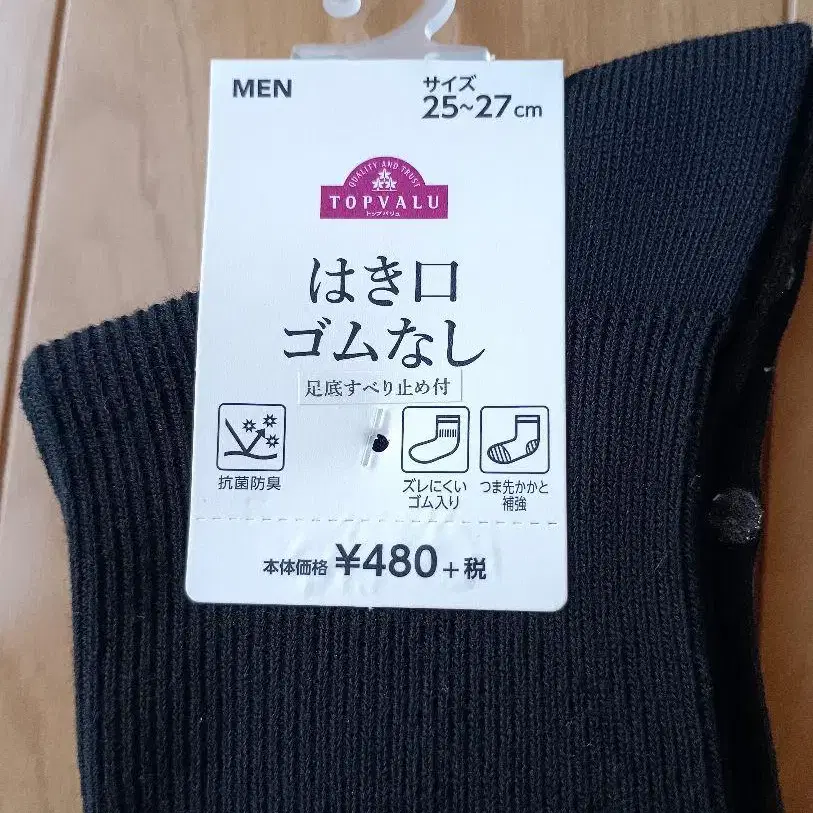 MEN
サイズ
25~27cm
QUALITY AND TRUST
TOPVALU
トップバリュ
はき口
ゴムなし
足底すべり止め付
抗菌防臭
ズレにくい
ゴム入り
つま先かかと
補強
本体価格 ¥480+税